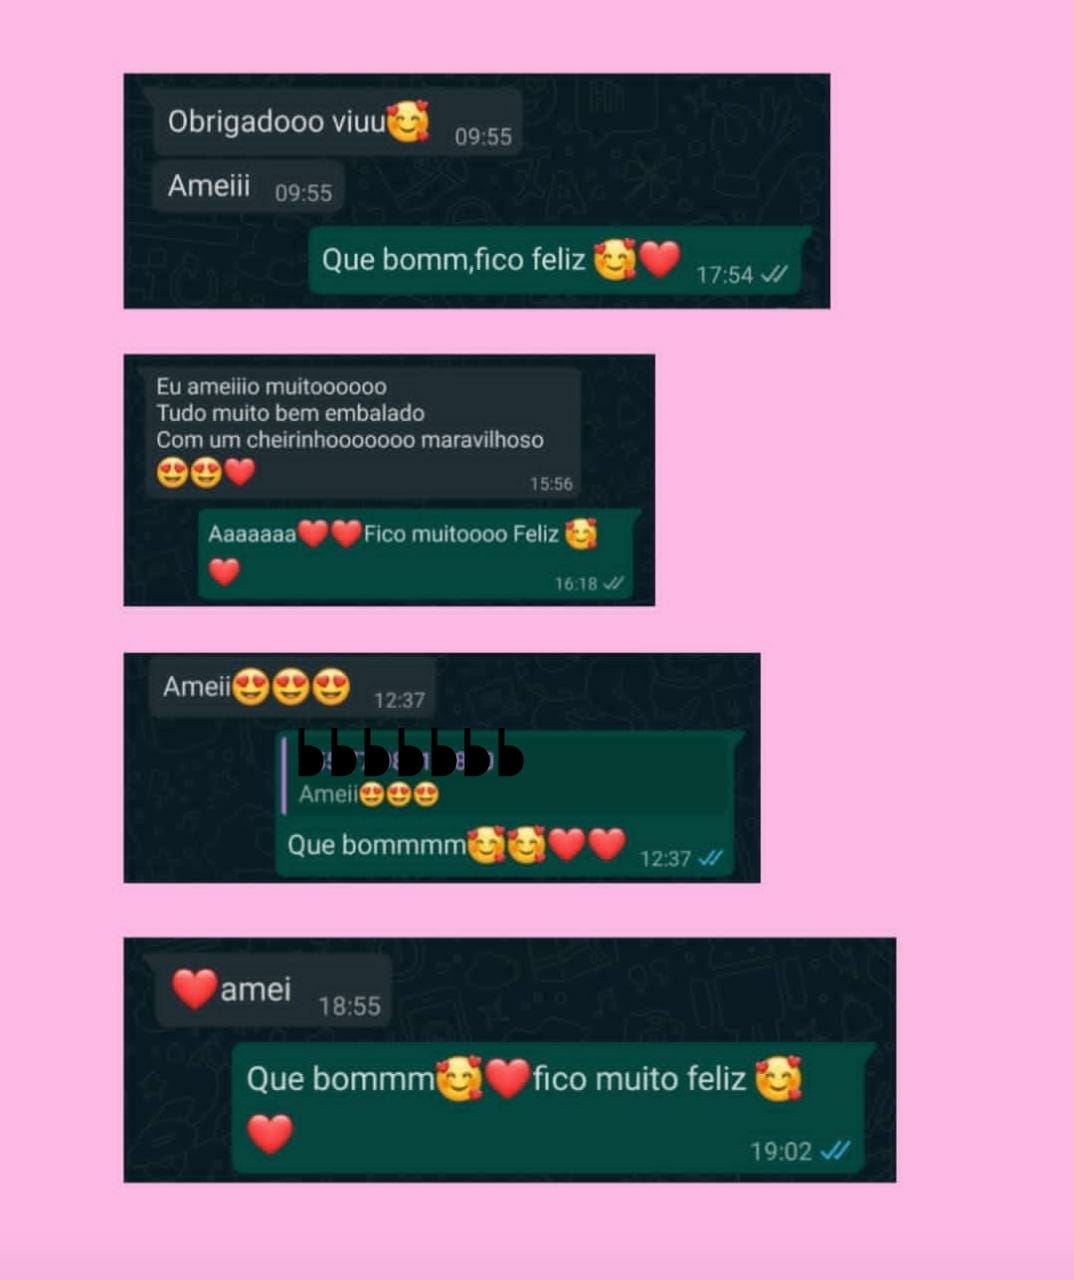 Obrigadooo viuu🥰 09:55
Ameiii 09:55
Que bomm,fico feliz 🥰❤️ 17:54
Eu ameiiio muitoooooo
Tudo muito bem embalado
Com um cheirinhooooooo maravilhoso
😍😍❤️ 15:56
Aaaaaaa❤️❤️Fico muitoooo Feliz 🥰
❤️ 16:18
Ameii😍😍😍 12:37
Ameii😍😍😍
Que bommmm🥰🥰❤️❤️ 12:37
❤️amei 18:55
Que bommm🥰❤️fico muito feliz 🥰
❤️ 19:02